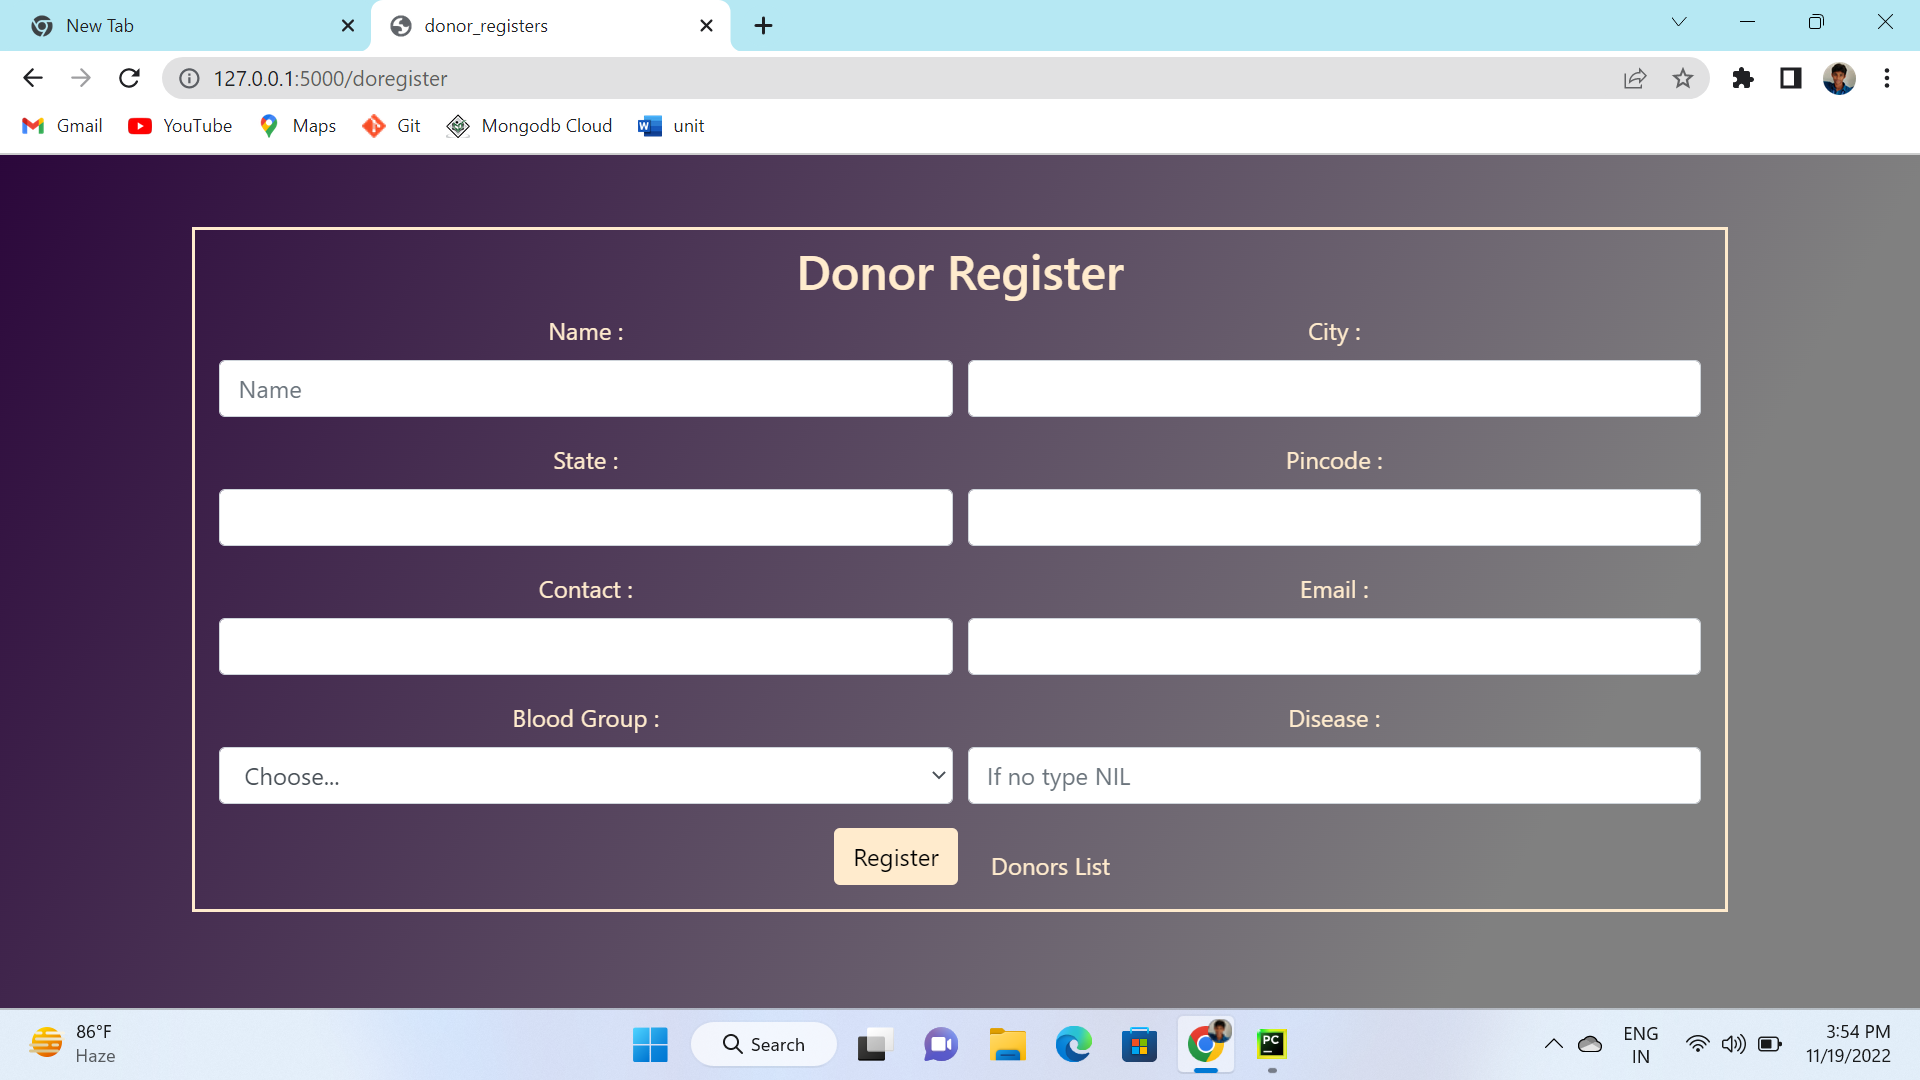 New Tab
donor_registers
127.0.0.1:5000/doregister
Gmail YouTube Maps Git Mongodb Cloud unit
Donor Register
Name : City :
Name
State : Pincode :
Contact : Email :
Blood Group : Disease :
Choose... If no type NIL
Register Donors List
86°F
Haze
Search
PC
ENG
IN
3:54 PM
11/19/2022